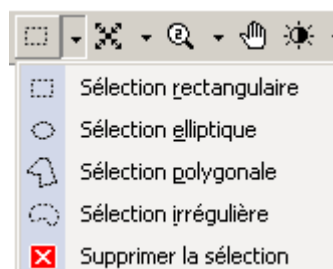 Sélection rectangulaire
Sélection elliptique
Sélection polygonale
Sélection irrégulière
Supprimer la sélection